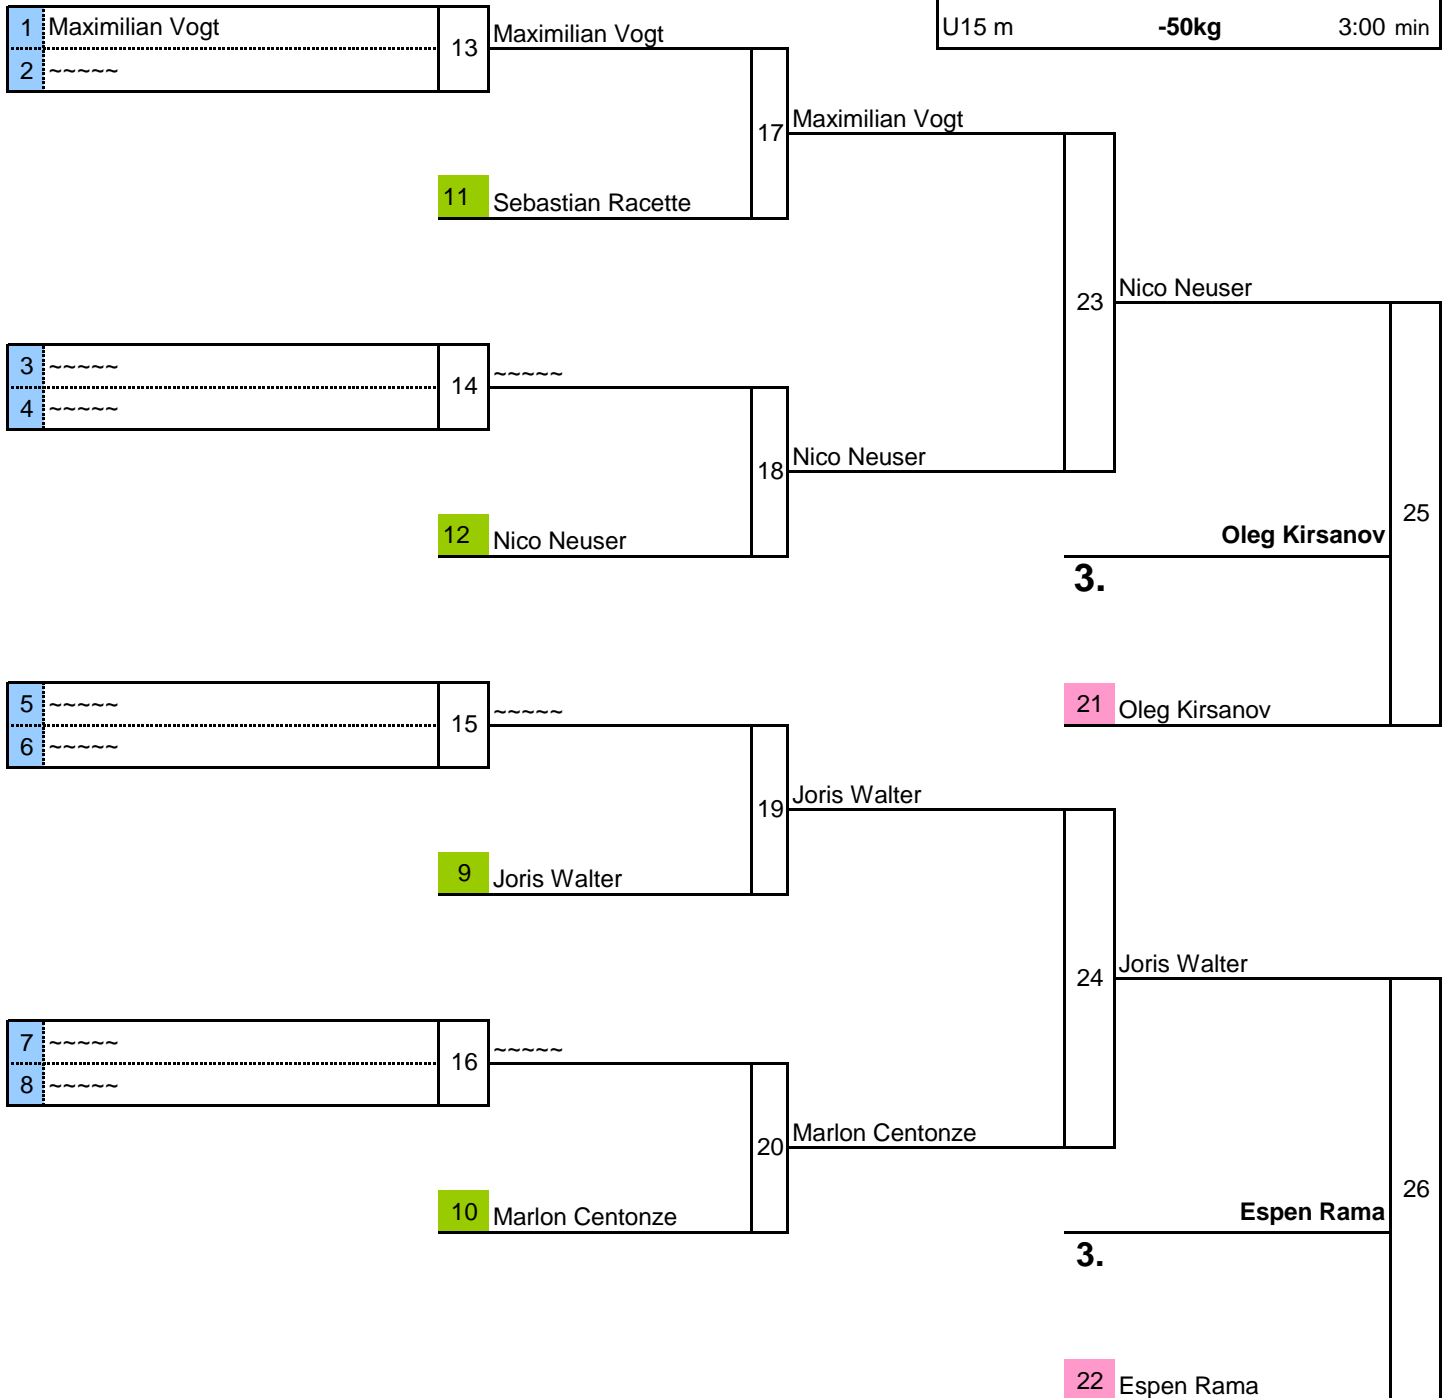 U15 m -50kg 3:00 min
1 Maximilian Vogt
2 ~~~~~
13 Maximilian Vogt
17 Maximilian Vogt
11 Sebastian Racette
23 Nico Neuser
3 ~~~~~
4 ~~~~~
14 ~~~~~
18 Nico Neuser
12 Nico Neuser
25
Oleg Kirsanov
3.
21 Oleg Kirsanov
5 ~~~~~
6 ~~~~~
15 ~~~~~
19 Joris Walter
9 Joris Walter
24 Joris Walter
7 ~~~~~
8 ~~~~~
16 ~~~~~
20 Marlon Centonze
10 Marlon Centonze
26
Espen Rama
3.
22 Espen Rama